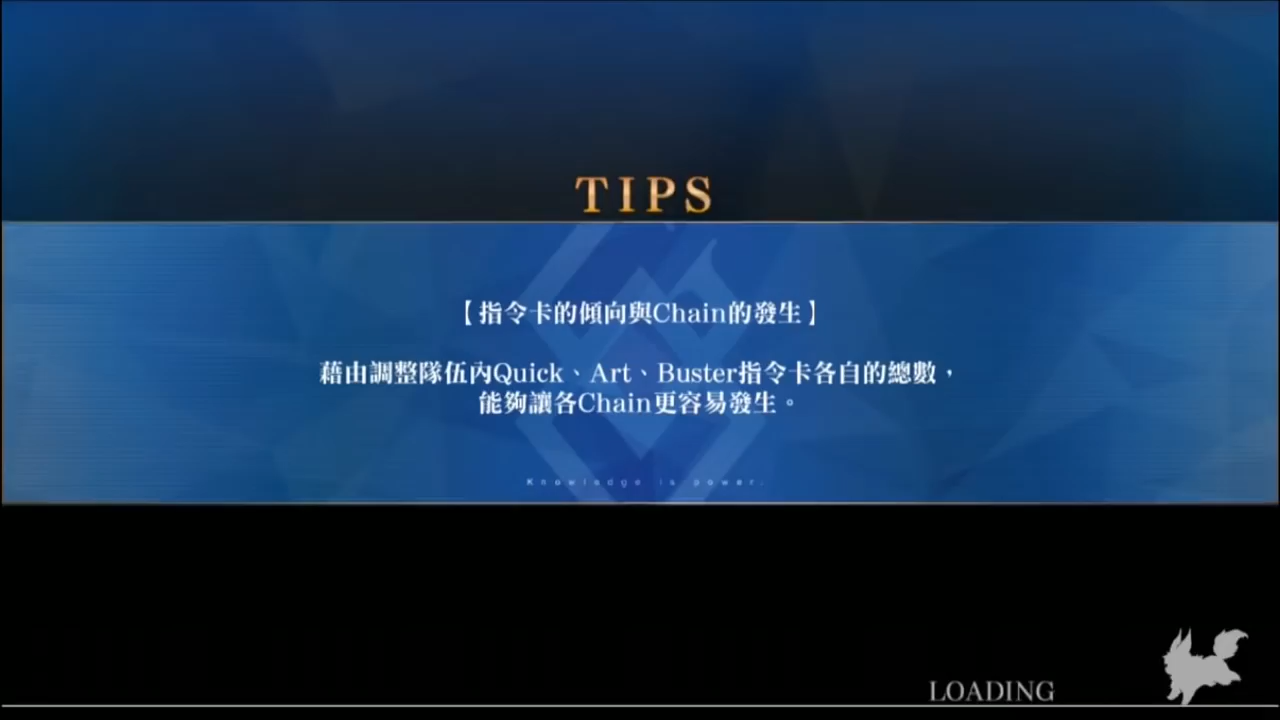 TIPS
【指令卡的傾向與Chain的發生】
藉由調整隊伍內Quick、Art、Buster指令卡各自的總數，
能夠讓各Chain更容易發生。
Knowledge is power.
LOADING